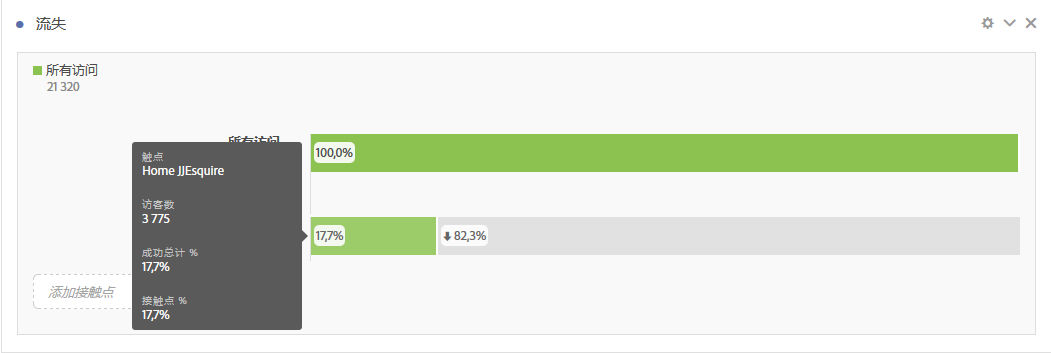 流失
所有访问
21 320
所有访问
100,0%
触点
Home JJEsquire
访客数
3 775
17,7%
82,3%
成功总计 %
17,7%
添加接触点
接触点 %
17,7%